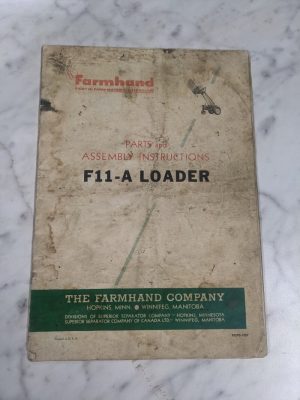 Farmhand
PARTS and
ASSEMBLY INSTRUCTIONS
F11-A LOADER
THE FARMHAND COMPANY
HOPKINS, MINN. • WINNIPEG, MANITOBA
DIVISIONS OF SUPERIOR SEPARATOR COMPANY — HOPKINS, MINNESOTA
SUPERIOR SEPARATOR COMPANY OF CANADA LTD. — WINNIPEG, MANITOBA